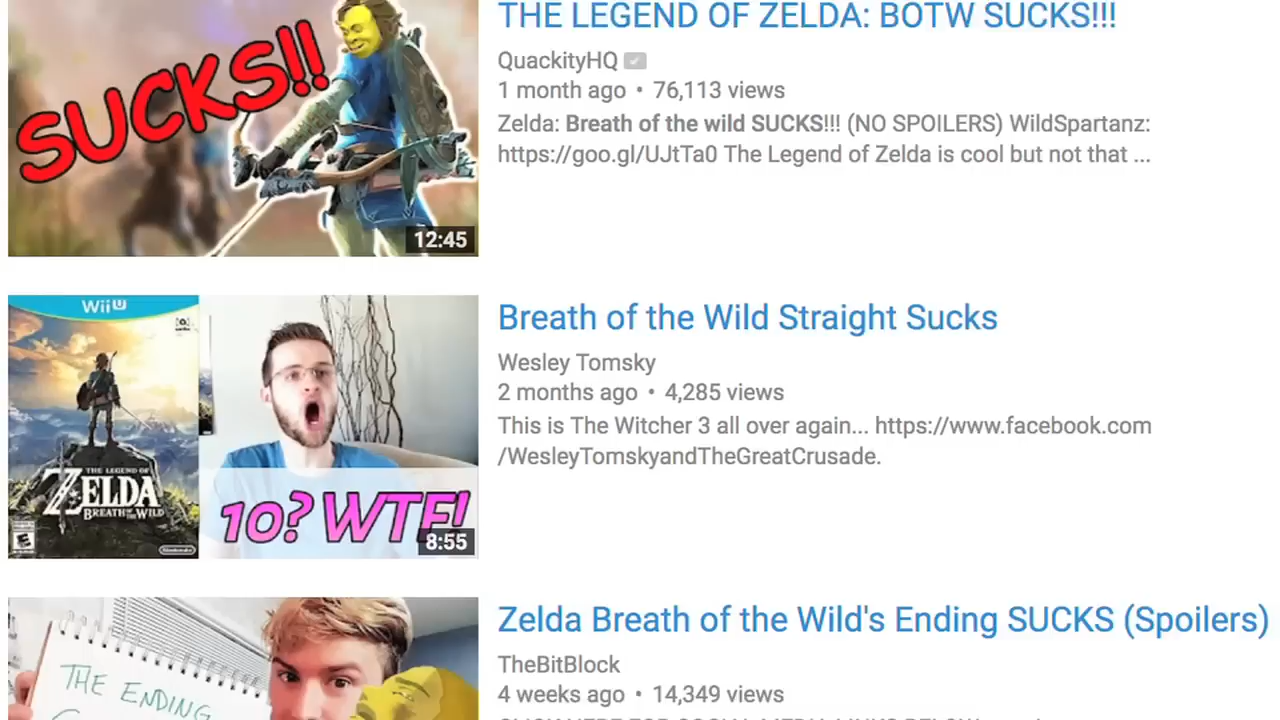 SUCKS!!
12:45
THE LEGEND OF ZELDA: BOTW SUCKS!!!
QuackityHQ
1 month ago • 76,113 views
Zelda: Breath of the wild SUCKS!!! (NO SPOILERS) WildSpartanz:
https://goo.gl/UJtTa0 The Legend of Zelda is cool but not that ...
Wii U
THE LEGEND OF
ZELDA
BREATH OF THE WILD
E
Nintendo
10? WTF!
8:55
Breath of the Wild Straight Sucks
Wesley Tomsky
2 months ago • 4,285 views
This is The Witcher 3 all over again... https://www.facebook.com
/WesleyTomskyandTheGreatCrusade.
THE ENDING
Zelda Breath of the Wild's Ending SUCKS (Spoilers)
TheBitBlock
4 weeks ago • 14,349 views